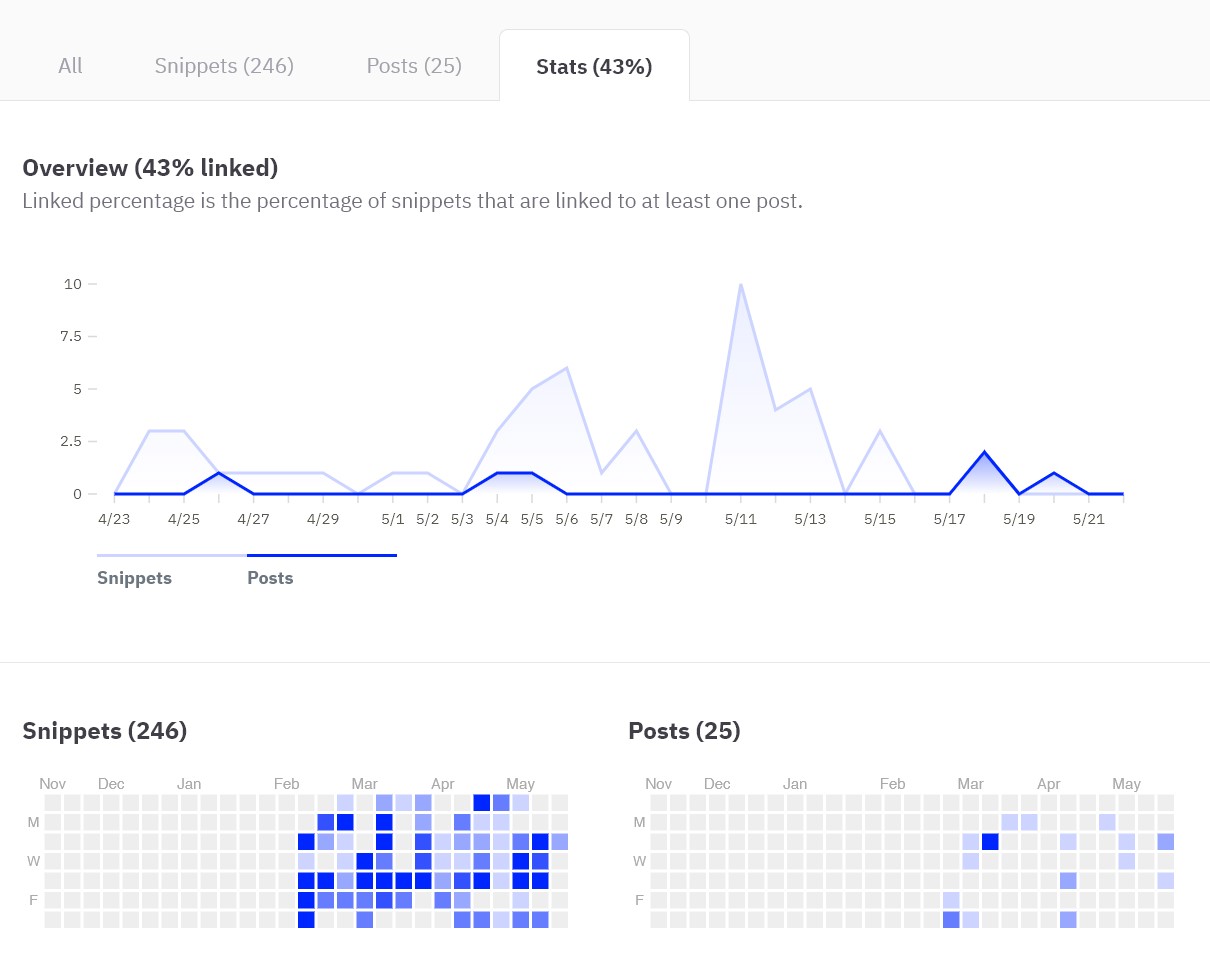 All Snippets (246) Posts (25) Stats (43%)
Overview (43% linked)
Linked percentage is the percentage of snippets that are linked to at least one post.
10
7.5
5
2.5
0
4/23 4/25 4/27 4/29 5/1 5/2 5/3 5/4 5/5 5/6 5/7 5/8 5/9 5/11 5/13 5/15 5/17 5/19 5/21
Snippets Posts
Snippets (246)
Nov Dec Jan Feb Mar Apr May
M
W
F
Posts (25)
Nov Dec Jan Feb Mar Apr May
M
W
F